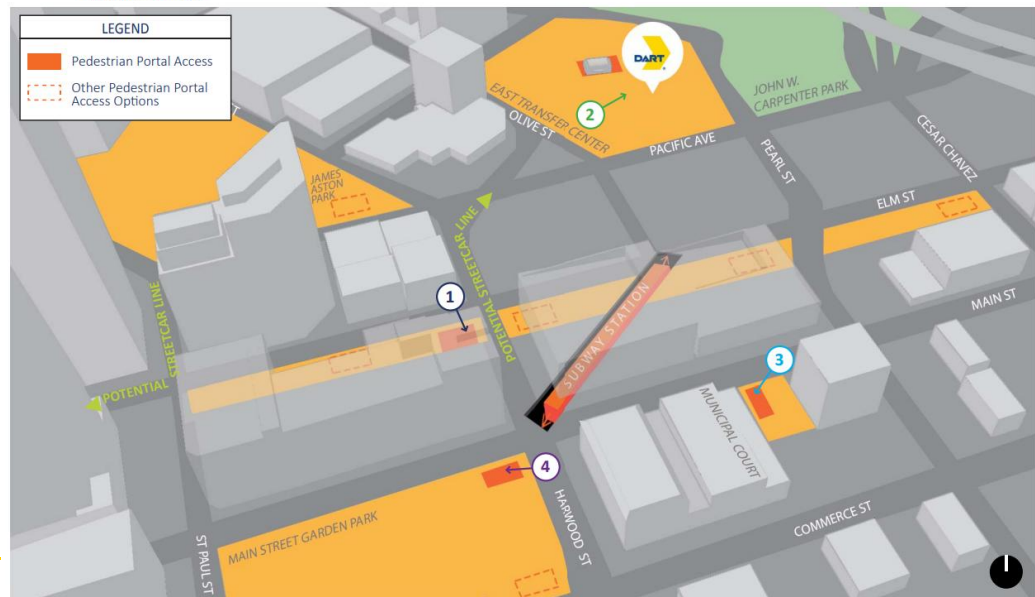 LEGEND
Pedestrian Portal Access
Other Pedestrian Portal
Access Options
DART
2
EAST TRANSFER CENTER
OLIVE ST
PACIFIC AVE
JOHN W.
CARPENTER PARK
PEARL ST
CESAR CHAVEZ
ELM ST
MAIN ST
JAMES
ASTON
PARK
POTENTIAL STREETCAR LINE
POTENTIAL STREETCAR LINE
1
SUBWAY STATION
3
MUNICIPAL COURT
4
HARWOOD ST
COMMERCE ST
MAIN STREET GARDEN PARK
ST PAUL ST